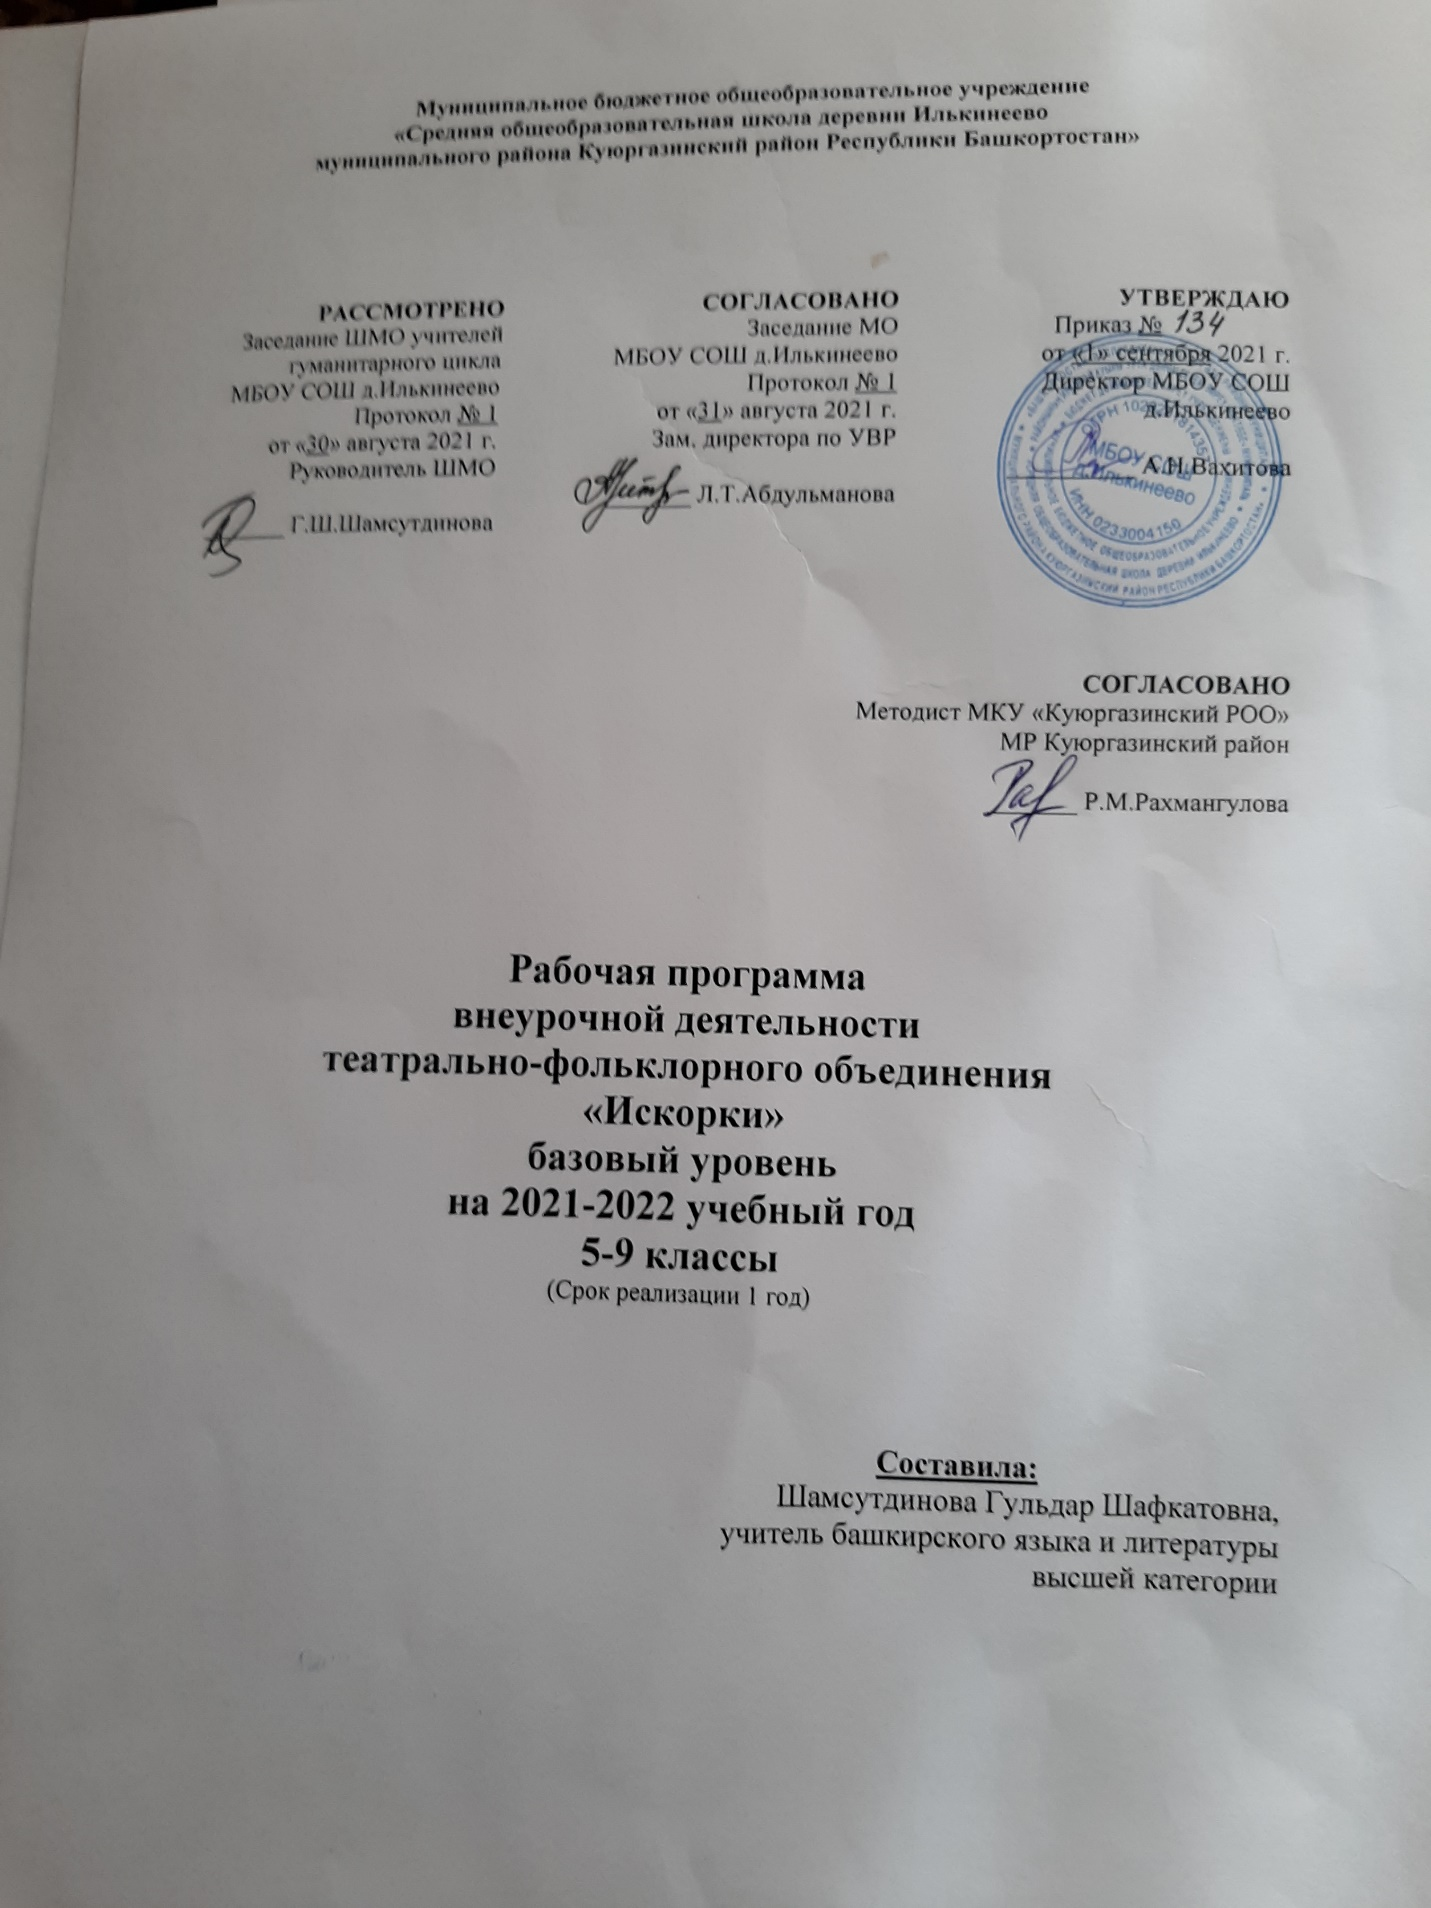 Муниципальное бюджетное общеобразовательное учреждение
«Средняя общеобразовательная школа деревни Илькинеево
муниципального района Куюргазинский район Республики Башкортостан»
РАССМОТРЕНО
Заседание ШМО учителей
гуманитарного цикла
МБОУ СОШ д.Илькинеево
Протокол № 1
от «30» августа 2021 г.
Руководитель ШМО
Г.Ш.Шамсутдинова
СОГЛАСОВАНО
Заседание МО
МБОУ СОШ д.Илькинеево
Протокол № 1
от «31» августа 2021 г.
Зам. директора по УВР
Л.Т.Абдульманова
УТВЕРЖДАЮ
Приказ № 134
от «1» сентября 2021 г.
Директор МБОУ СОШ
д.Илькинеево
А.Н.Вахитова
МБОУ СОШ
д.Илькинеево
ИНН 0233004150
СОГЛАСОВАНО
Методист МКУ «Куюргазинский РОО»
МР Куюргазинский район
Р.М.Рахмангулова
Рабочая программа
внеурочной деятельности
театрально-фольклорного объединения
«Искорки»
базовый уровень
на 2021-2022 учебный год
5-9 классы
(Срок реализации 1 год)
Составила:
Шамсутдинова Гульдар Шафкатовна,
учитель башкирского языка и литературы
высшей категории